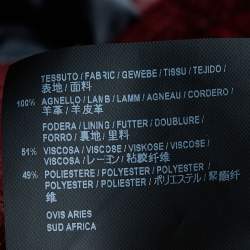 TESSUTO / FABRIC / GEWEBE / TISSU / TEJIDO /
表地 / 面料
100% AGNELLO / LAMB / LAMM / AGNEAU / CORDERO /
羊革 / 羊皮革
FODERA / LINING / FUTTER / DOUBLURE /
FORRO / 裏地 / 里料
51% VISCOSA / VISCOSE / VISKOSE / VISCOSE /
VISCOSA / レーヨン / 粘胶纤维
49% POLIESTERE / POLYESTER / POLYESTER /
POLYESTER / POLIESTER / ポリエステル / 聚酯纤
维
OVIS ARIES
SUD AFRICA